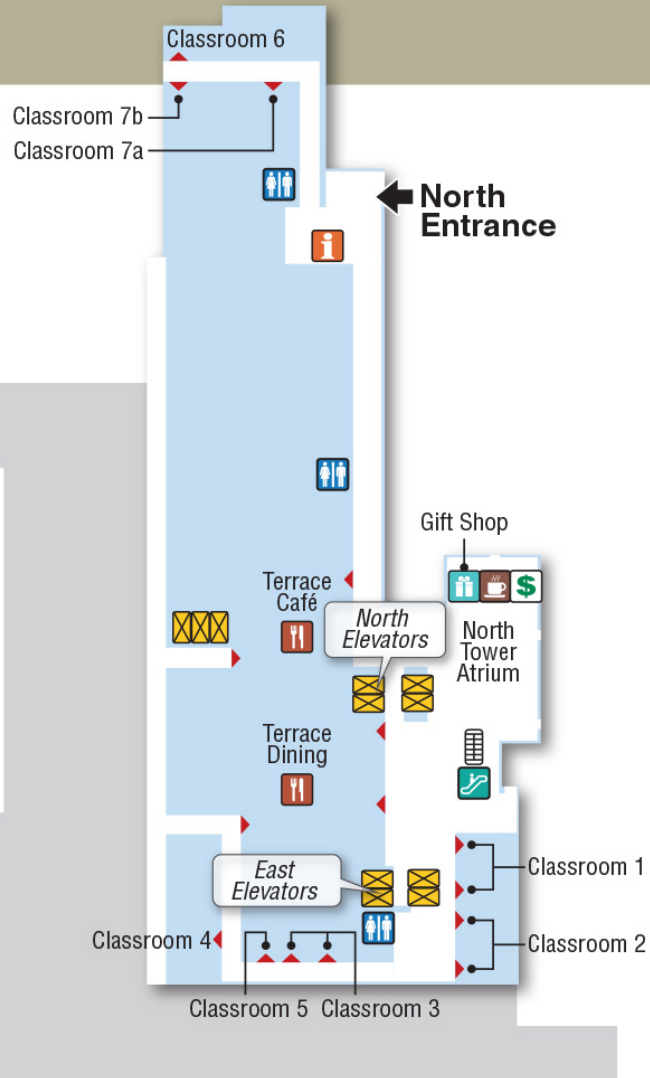 Classroom 6
Classroom 7b
Classroom 7a
North
Entrance
i
Gift Shop
$
Terrace
Café
North
Elevators
North
Tower
Atrium
Terrace
Dining
East
Elevators
Classroom 1
Classroom 4
Classroom 2
Classroom 5
Classroom 3